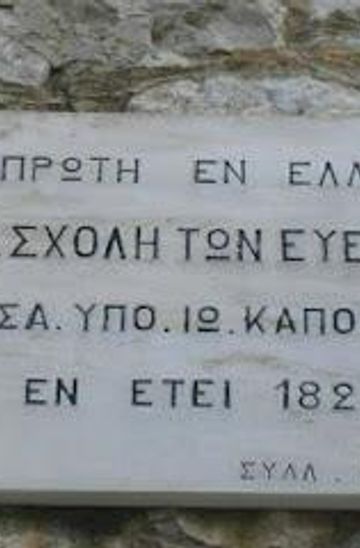 ΠΡΩΤΗ ΕΝ ΕΛΛ
ΣΧΟΛΗ ΤΩΝ ΕΥΕ
ΣΑ.ΥΠΟ.ΙΩ.ΚΑΠΟ
ΕΝ ΕΤΕΙ 182
ΣΥΛΛ.